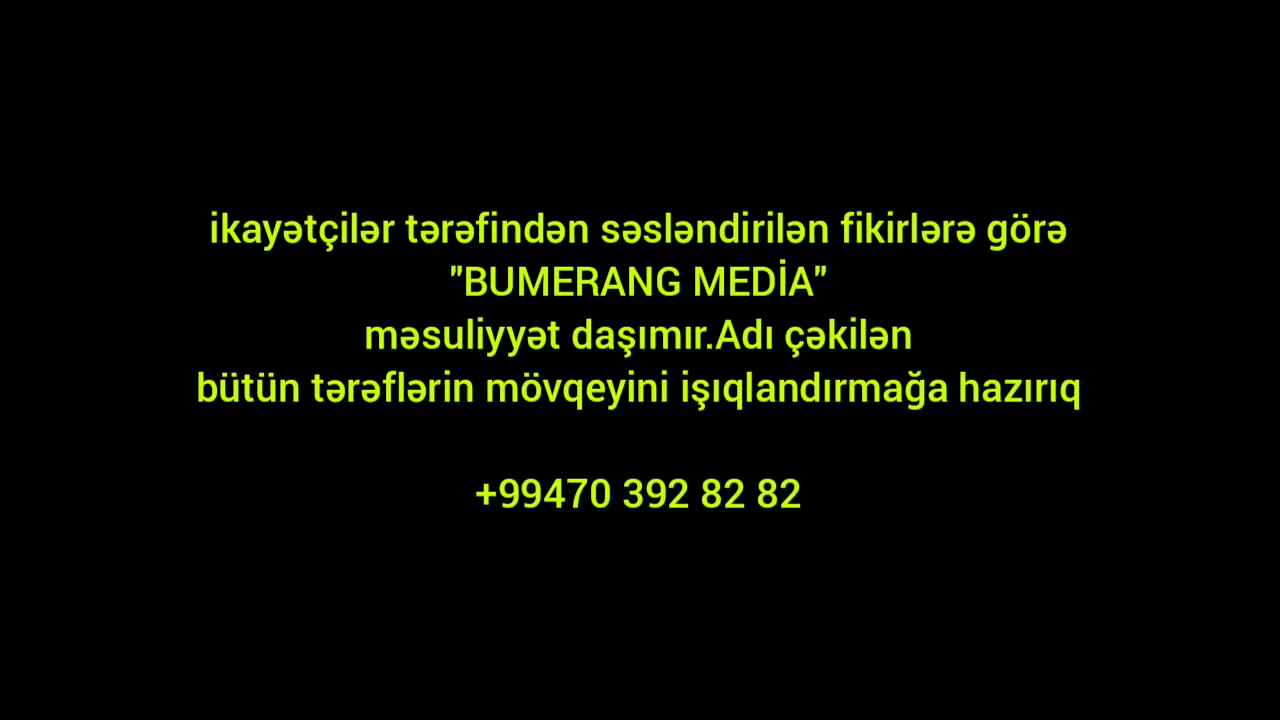 ikayətçilər tərəfindən səsləndirilən fikirlərə görə
"BUMERANG MEDİA"
məsuliyyət daşımır.Adı çəkilən
bütün tərəflərin mövqeyini işıqlandırmağa hazırıq
+99470 392 82 82